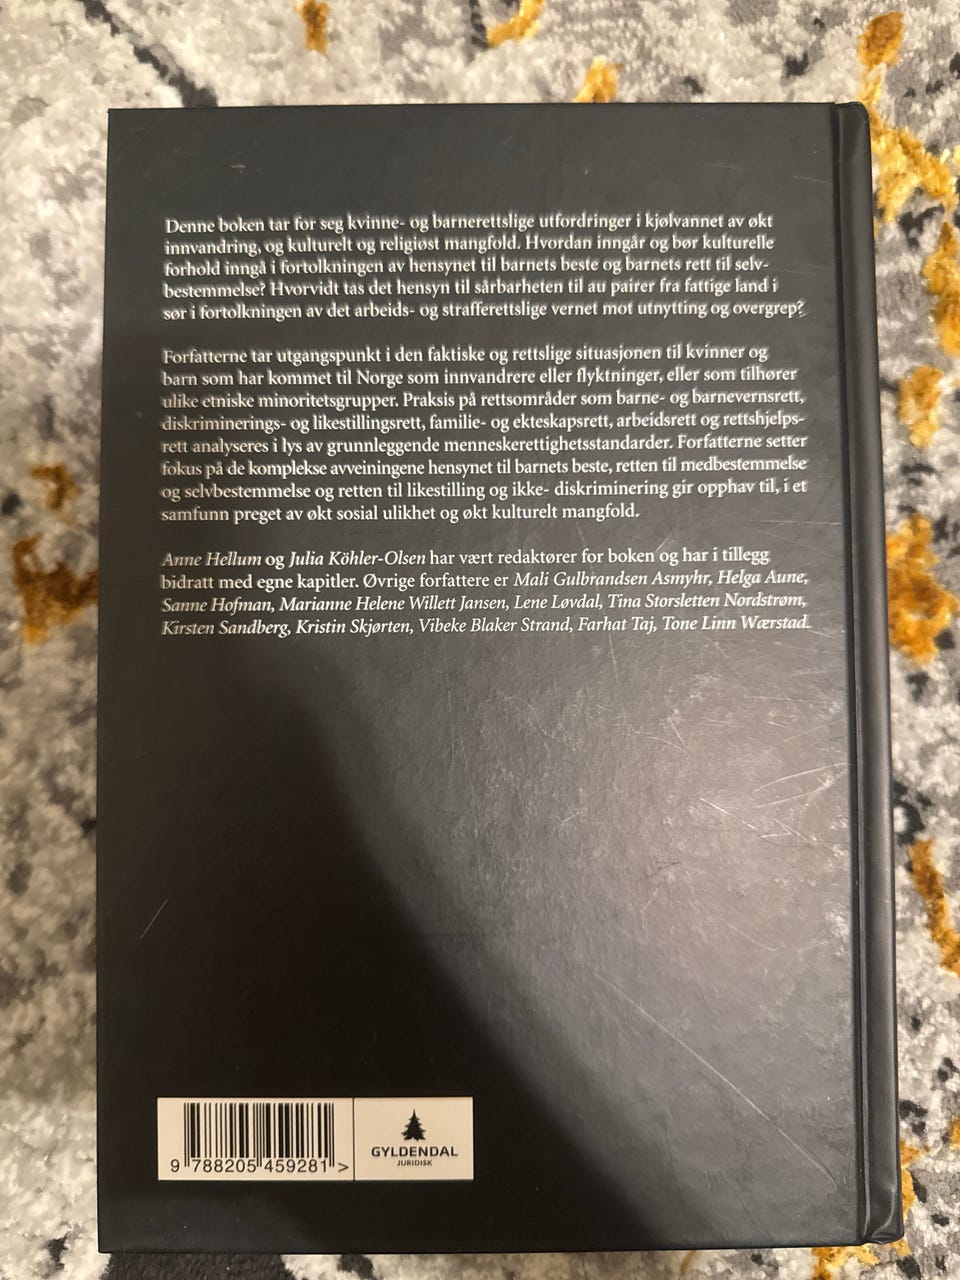 Denne boken tar for seg kvinne- og barnerettslige utfordringer i kjølvannet av økt
innvandring, og kulturelt og religiøst mangfold. Hvordan inngår og bør kulturelle
forhold inngå i fortolkningen av hensynet til barnets beste og barnets rett til selv-
bestemmelse? Hvorvidt tas det hensyn til sårbarheten til au pairer fra fattige land i
sør i fortolkningen av det arbeids- og strafferettslige vernet mot utnytting og overgrep?
Forfatterne tar utgangspunkt i den faktiske og rettslige situasjonen til kvinner og
barn som har kommet til Norge som innvandrere eller flyktninger, eller som tilhører
ulike etniske minoritetsgrupper. Praksis på rettsområder som barne- og barnevernsrett,
diskriminerings- og likestillingsrett, familie- og ekteskapsrett, arbeidsrett og rettshjelps-
rett analyseres i lys av grunnleggende menneskerettighetsstandarder. Forfatterne setter
fokus på de komplekse avveiningene hensynet til barnets beste, retten til medbestemmelse
og selvbestemmelse og retten til likestilling og ikke- diskriminering gir opphav til, i et
samfunn preget av økt sosial ulikhet og økt kulturelt mangfold.
Anne Hellum og Julia Köhler-Olsen har vært redaktører for boken og har i tillegg
bidratt med egne kapitler. Øvrige forfattere er Mali Gulbrandsen Asmyhr, Helga Aune,
Sanne Hofman, Marianne Helene Willett Jansen, Lene Løvdal, Tina Storsletten Nordstrøm,
Kirsten Sandberg, Kristin Skjørten, Vibeke Blaker Strand, Farhat Taj, Tone Linn Wærstad.
9 788205 459281 >
GYLDENDAL
JURIDISK